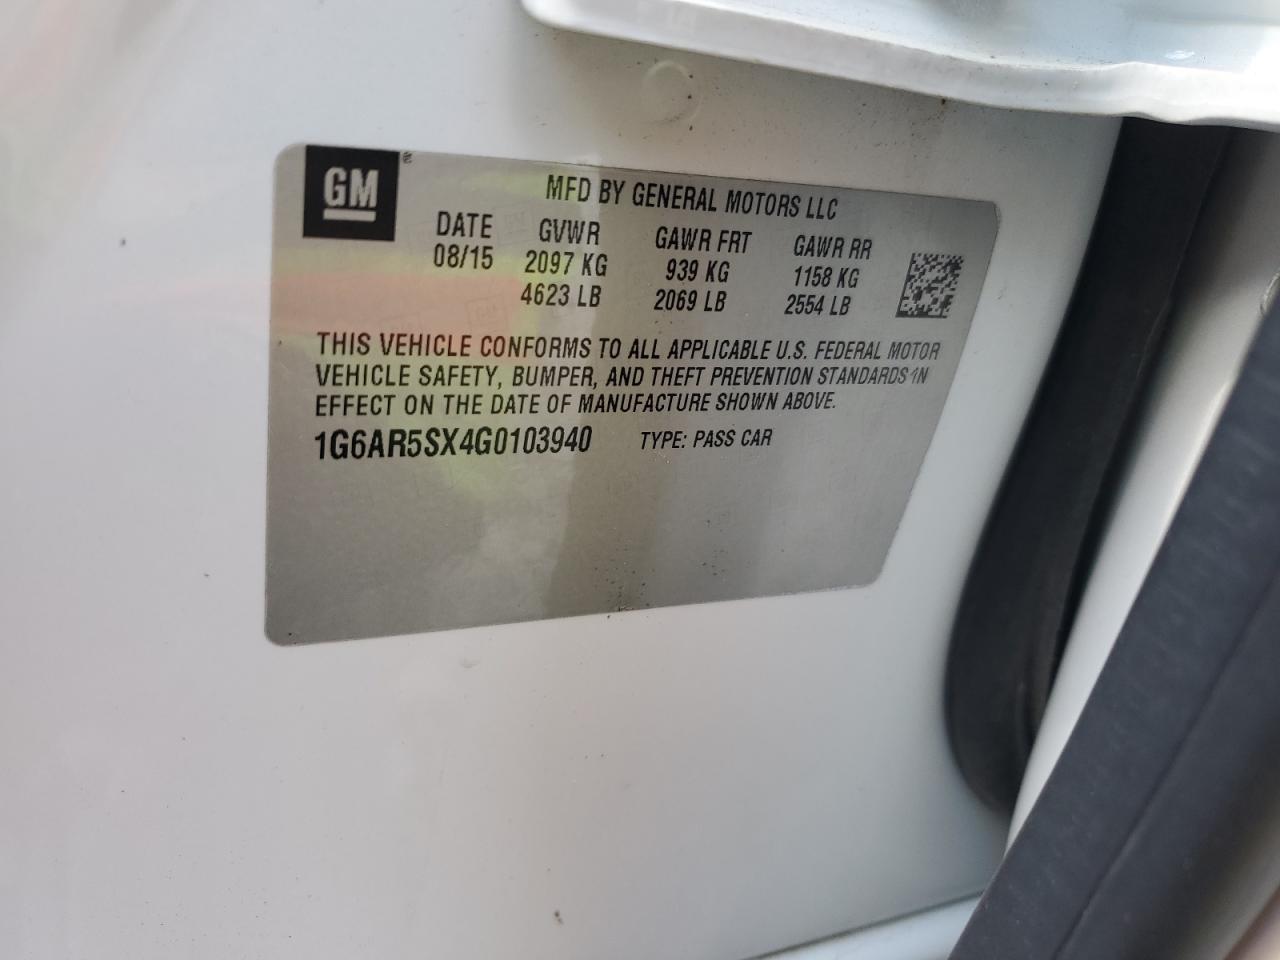 GM®
MFD BY GENERAL MOTORS LLC
DATE GVWR GAWR FRT GAWR RR
08/15 2097 KG 939 KG 1158 KG
4623 LB 2069 LB 2554 LB
THIS VEHICLE CONFORMS TO ALL APPLICABLE U.S. FEDERAL MOTOR
VEHICLE SAFETY, BUMPER, AND THEFT PREVENTION STANDARDS IN
EFFECT ON THE DATE OF MANUFACTURE SHOWN ABOVE.
1G6AR5SX4G0103940 TYPE: PASS CAR